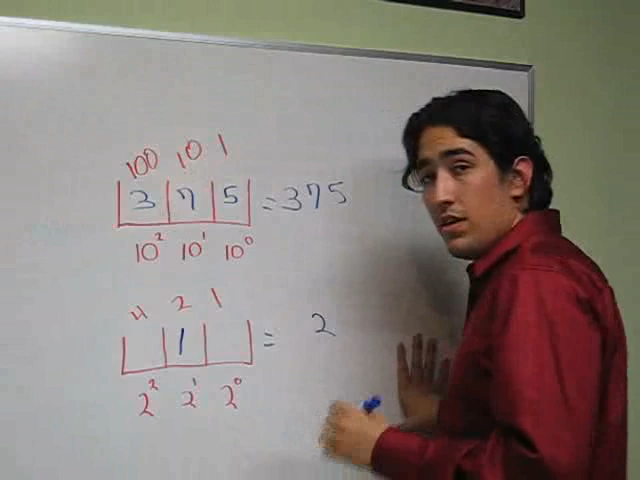 100 10 1
3 7 5 = 375
10² 10¹ 10⁰
4 2 1
1 = 2
2² 2¹ 2⁰